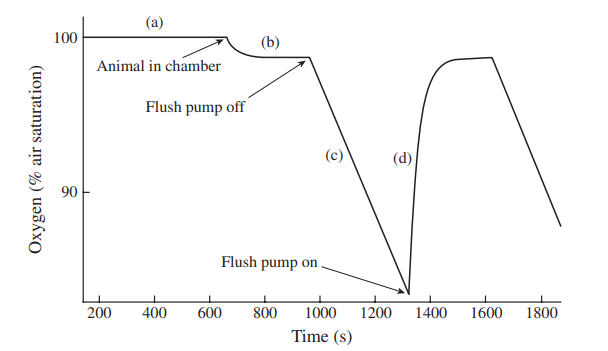 (a)
100
(b)
Animal in chamber
Flush pump off
(c)
(d)
90
Flush pump on
Oxygen (% air saturation)
200 400 600 800 1000 1200 1400 1600 1800
Time (s)